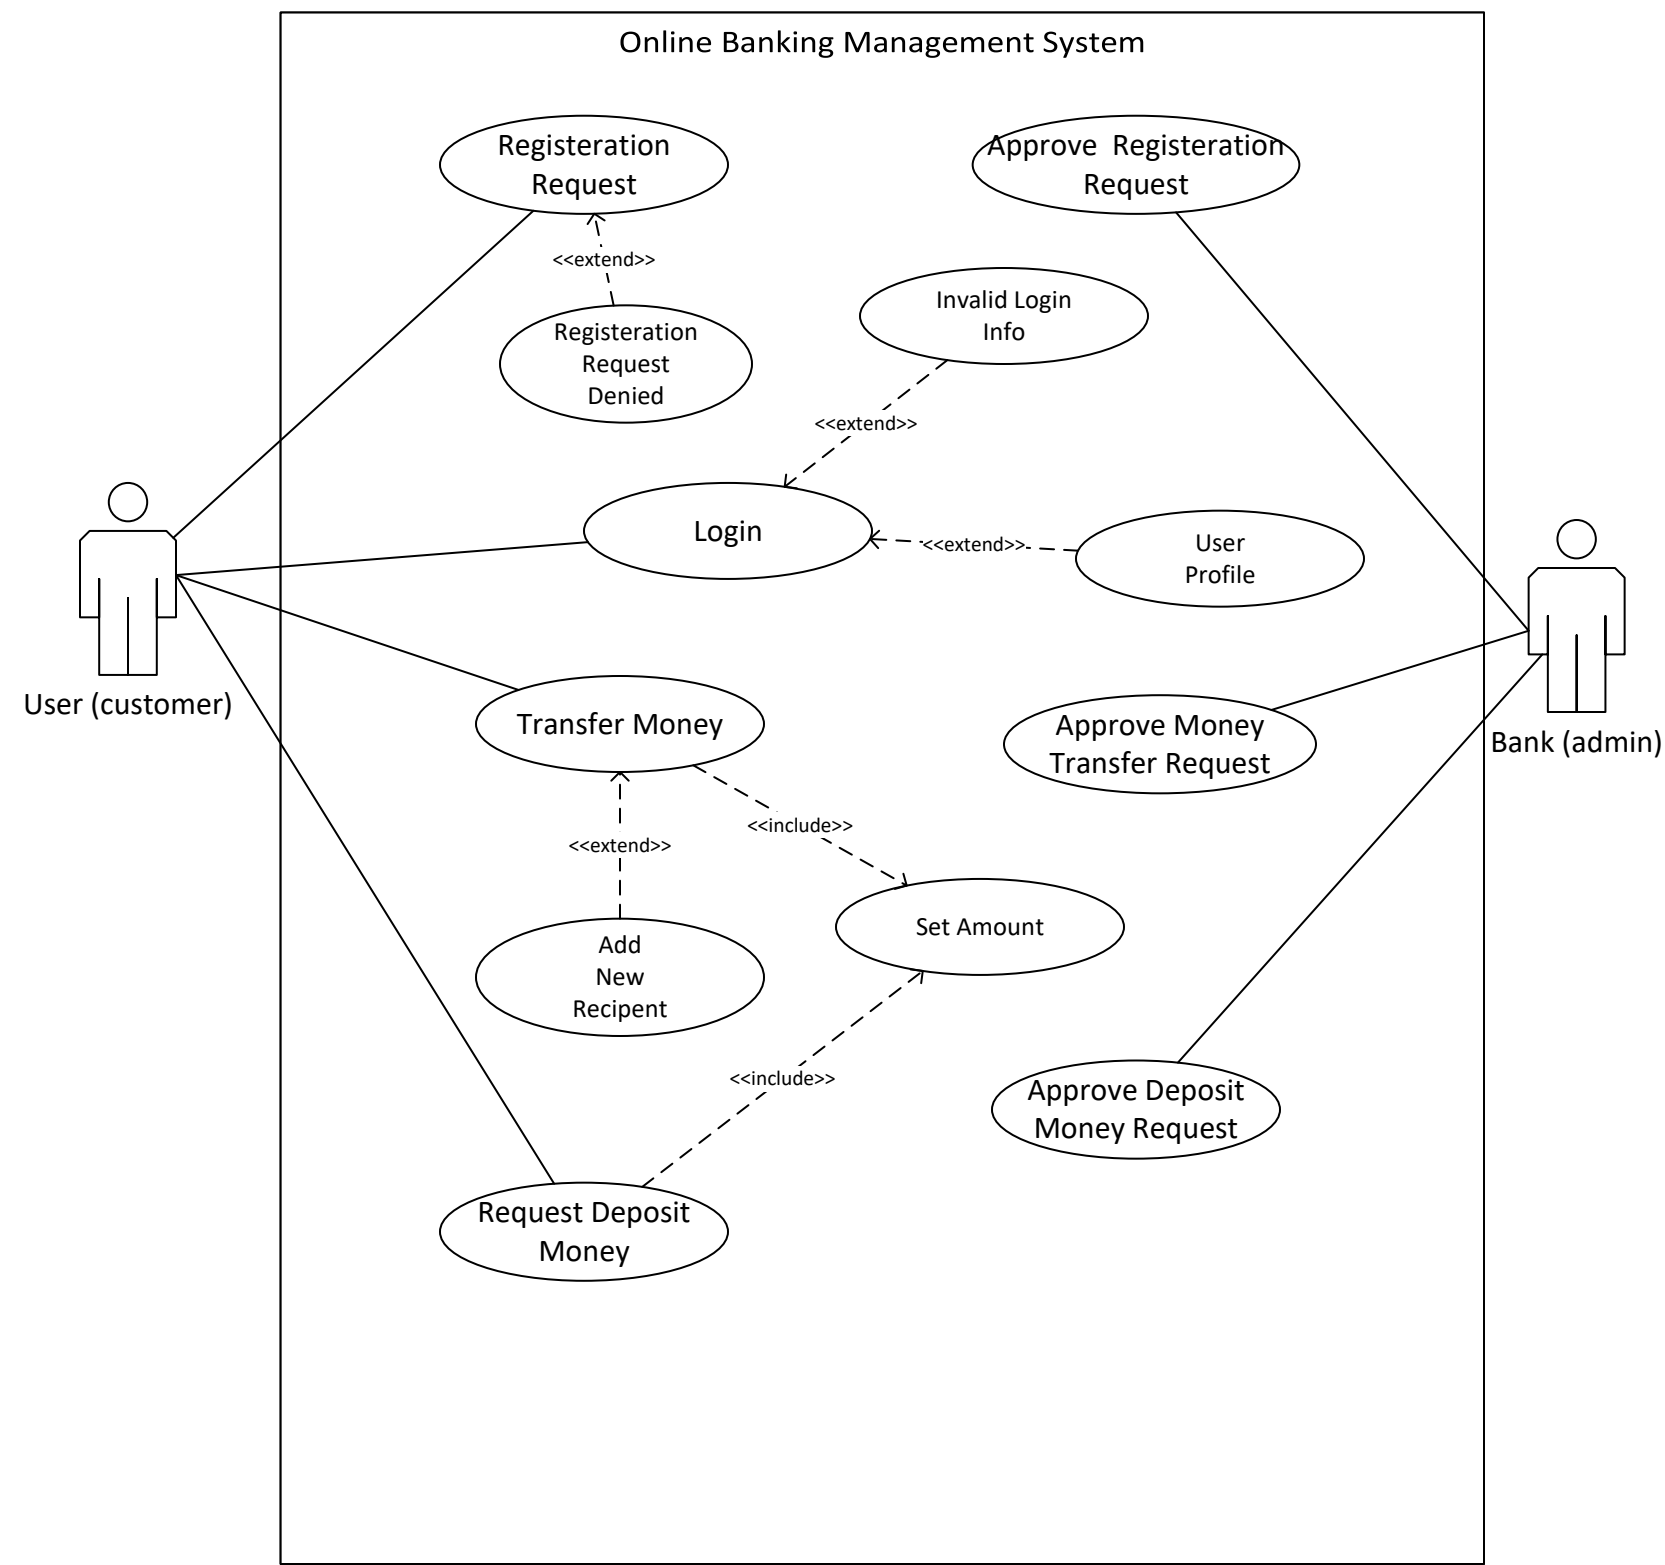 Online Banking Management System
Registeration
Request
Approve  Registeration
Request
<<extend>>
Invalid Login
Info
Registeration
Request
Denied
<<extend>>
Login
<<extend>>
User
Profile
User (customer)
Transfer Money
Approve Money
Transfer Request
Bank (admin)
<<include>>
<<extend>>
Set Amount
Add
New
Recipent
<<include>>
Approve Deposit
Money Request
Request Deposit
Money